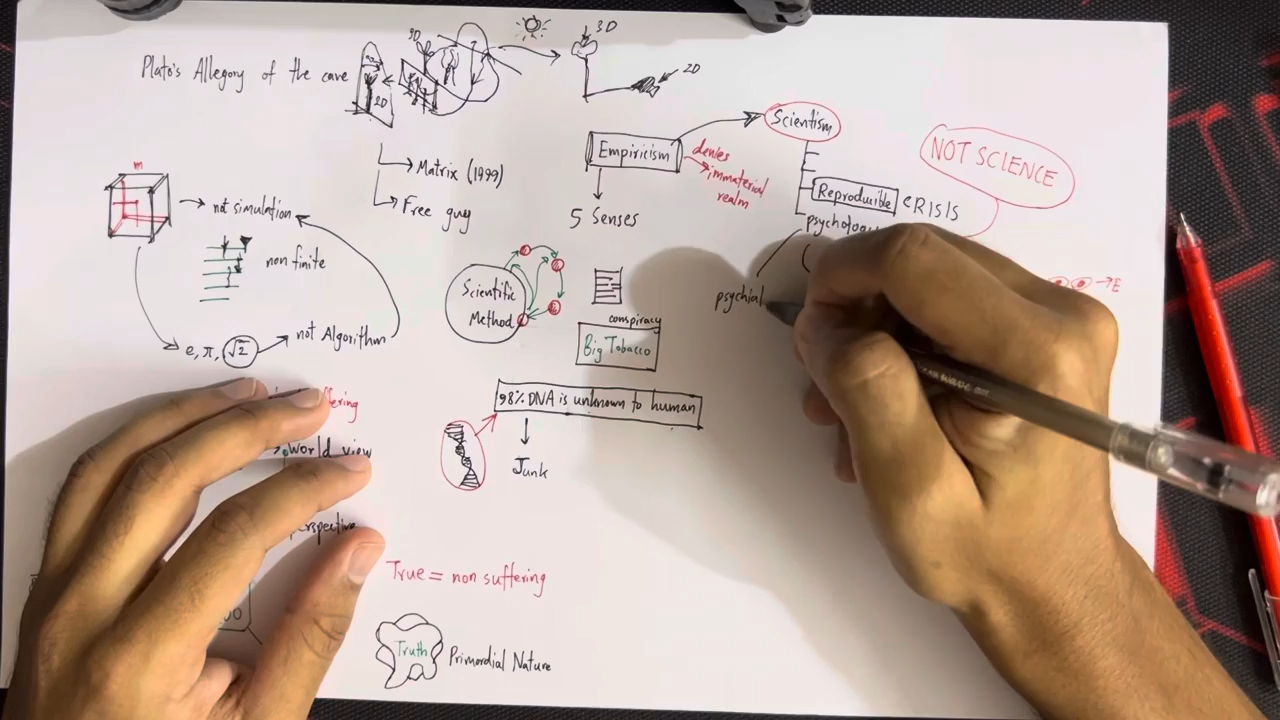 Plato's Allegory of the cave
3D
2D
3D
2D
Matrix (1999)
Free guy
Empiricism
5 Senses
denies
immaterial
realm
Scientism
Reproducible CRISIS
NOT SCIENCE
→E
m
not simulation
non finite
e, π, √2
not Algorithm
Scientific
Method
conspiracy
Big Tobacco
98% DNA is unknown to human
Junk
World view
True = non suffering
Truth
Primordial Nature